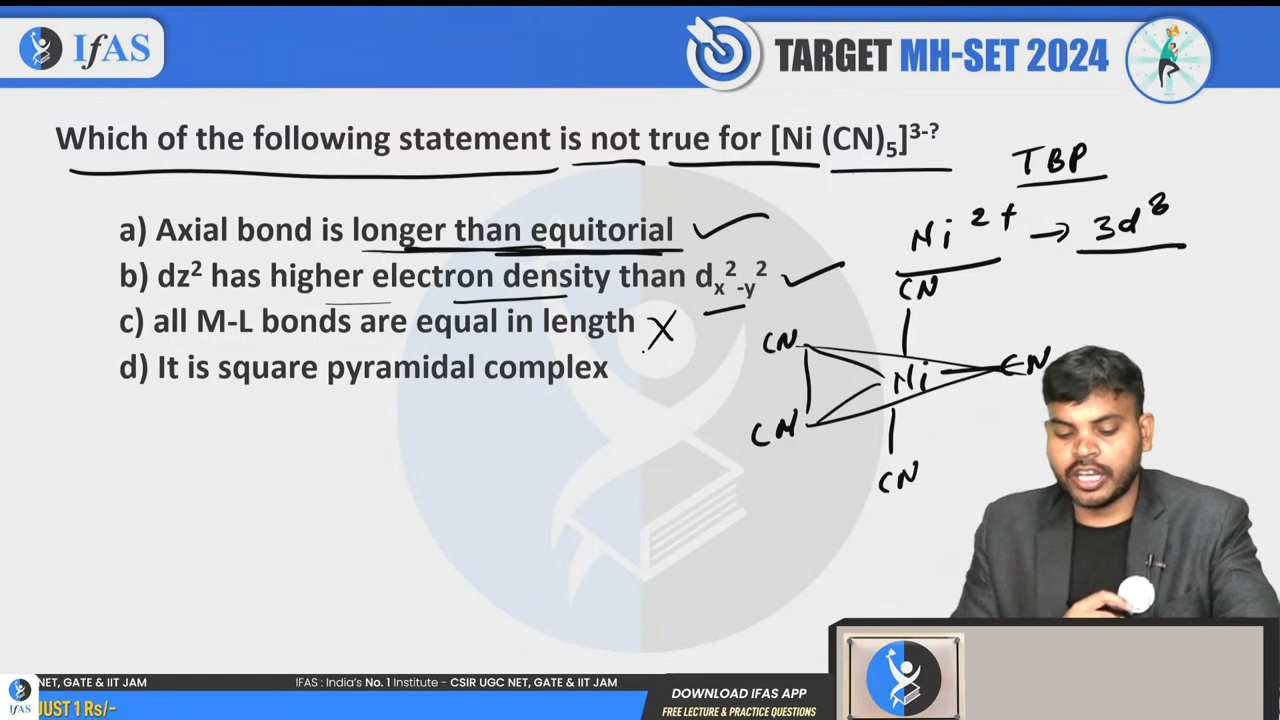 IfAS
TARGET MH-SET 2024
Which of the following statement is not true for [Ni (CN)₅]³⁻?
TBP
a) Axial bond is longer than equitorial
Ni²⁺ → 3d⁸
b) dz² has higher electron density than dₓ²-y²
c) all M-L bonds are equal in length X
d) It is square pyramidal complex
CN
CN
Ni
CN
CN
CN
NET, GATE & IIT JAM
IFAS : India's No. 1 Institute - CSIR UGC NET, GATE & IIT JAM
IfAS
JUST 1 Rs/-
DOWNLOAD IFAS APP
FREE LECTURE & PRACTICE QUESTIONS